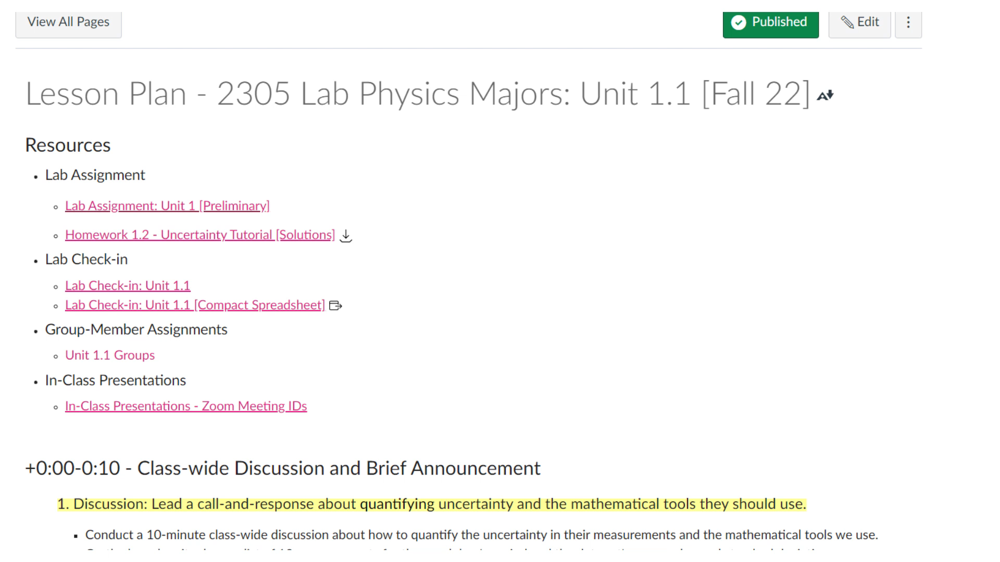 View All Pages
Published
Edit
Lesson Plan - 2305 Lab Physics Majors: Unit 1.1 [Fall 22]
Resources
Lab Assignment
Lab Assignment: Unit 1 [Preliminary]
Homework 1.2 - Uncertainty Tutorial [Solutions]
Lab Check-in
Lab Check-in: Unit 1.1
Lab Check-in: Unit 1.1 [Compact Spreadsheet]
Group-Member Assignments
Unit 1.1 Groups
In-Class Presentations
In-Class Presentations - Zoom Meeting IDs
+0:00-0:10 - Class-wide Discussion and Brief Announcement
1. Discussion: Lead a call-and-response about quantifying uncertainty and the mathematical tools they should use.
Conduct a 10-minute class-wide discussion about how to quantify the uncertainty in their measurements and the mathematical tools we use.